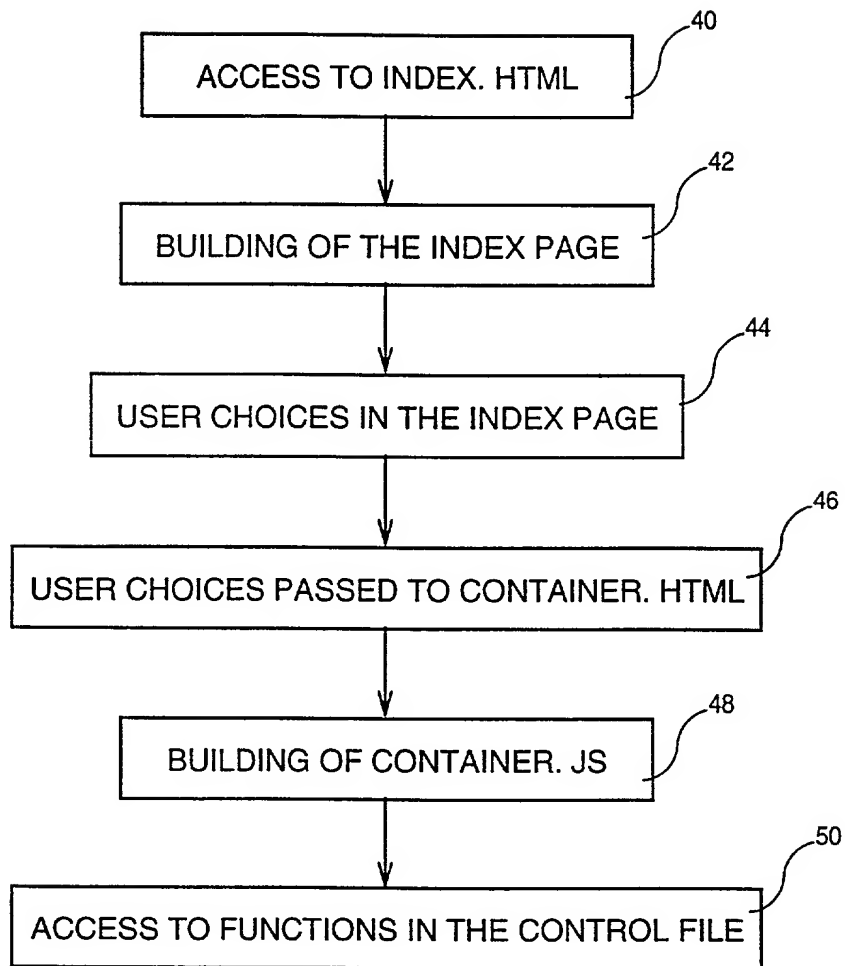 40
ACCESS TO INDEX. HTML
42
BUILDING OF THE INDEX PAGE
44
USER CHOICES IN THE INDEX PAGE
46
USER CHOICES PASSED TO CONTAINER. HTML
48
BUILDING OF CONTAINER. JS
50
ACCESS TO FUNCTIONS IN THE CONTROL FILE